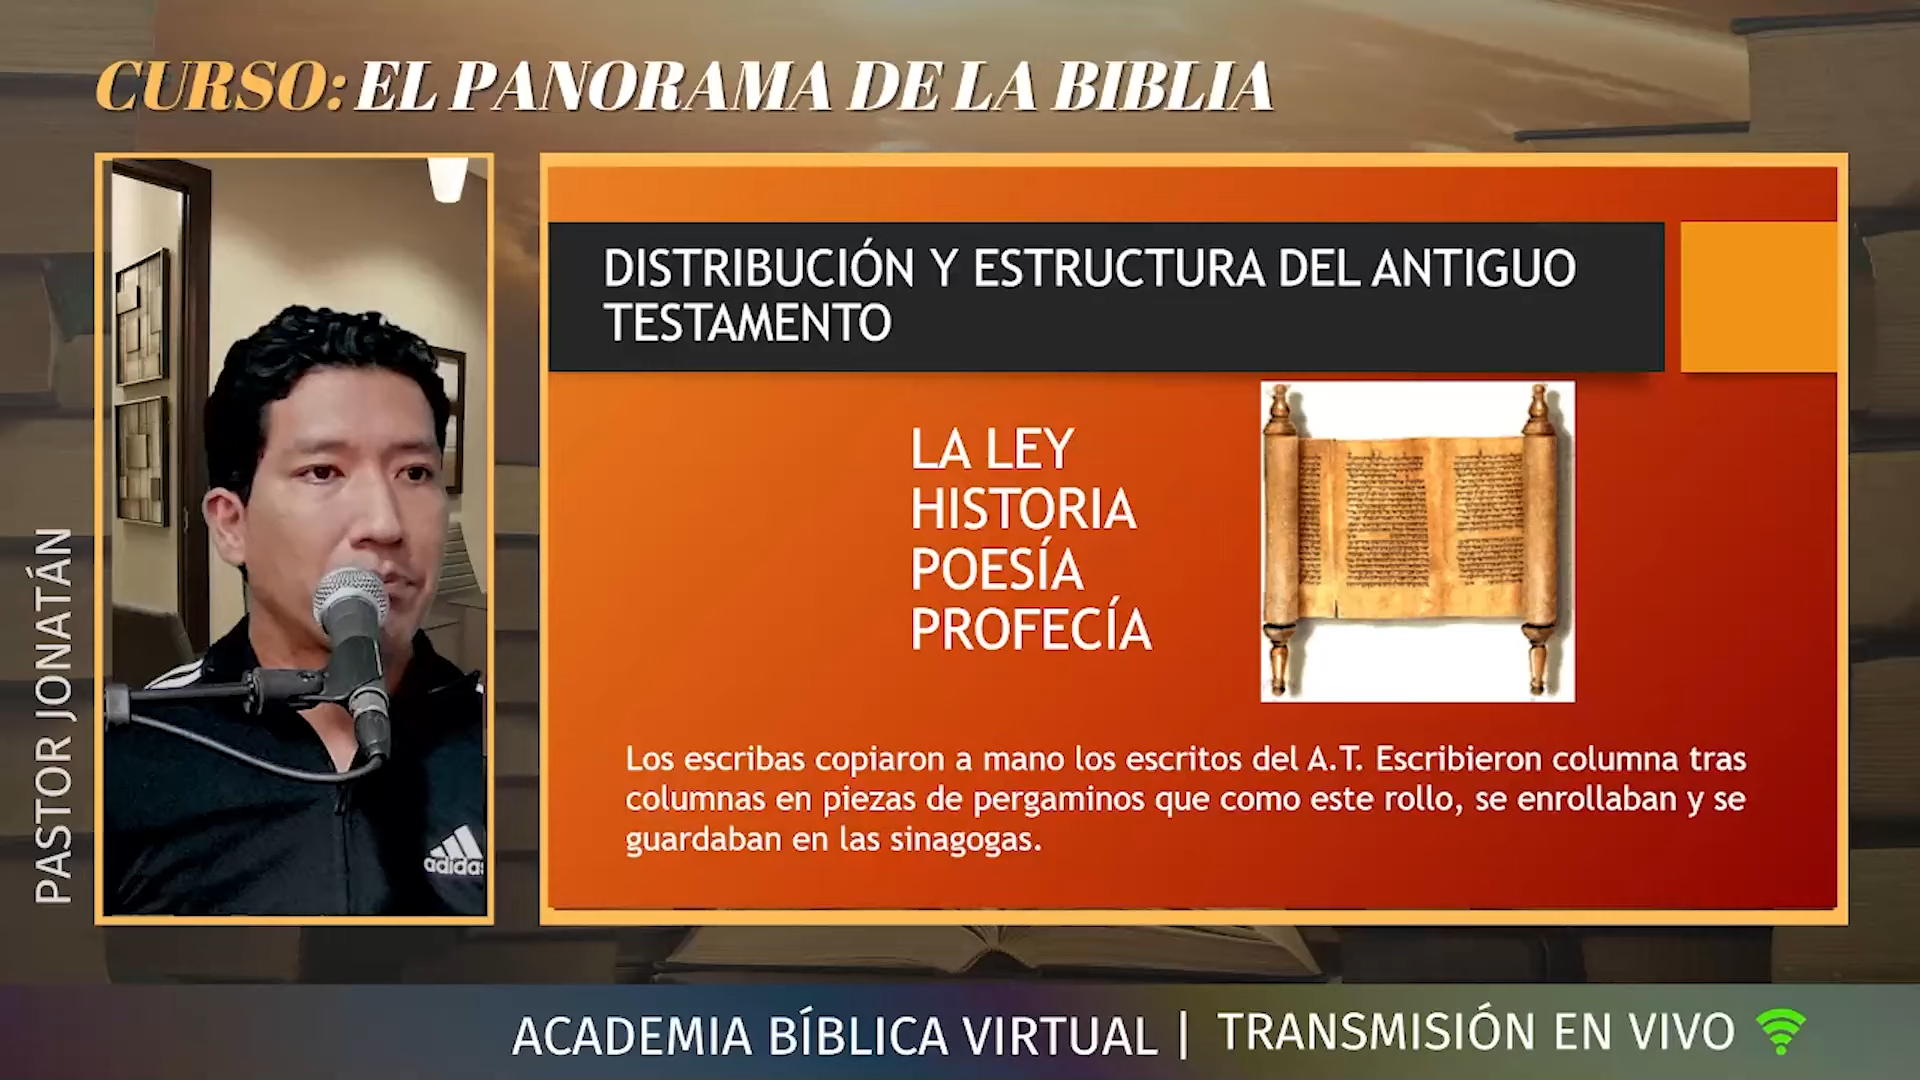 CURSO: EL PANORAMA DE LA BIBLIA
PASTOR JONATÁN
adidas
DISTRIBUCIÓN Y ESTRUCTURA DEL ANTIGUO
TESTAMENTO
LA LEY
HISTORIA
POESÍA
PROFECÍA
Los escribas copiaron a mano los escritos del A.T. Escribieron columna tras
columnas en piezas de pergaminos que como este rollo, se enrollaban y se
guardaban en las sinagogas.
ACADEMIA BÍBLICA VIRTUAL | TRANSMISIÓN EN VIVO